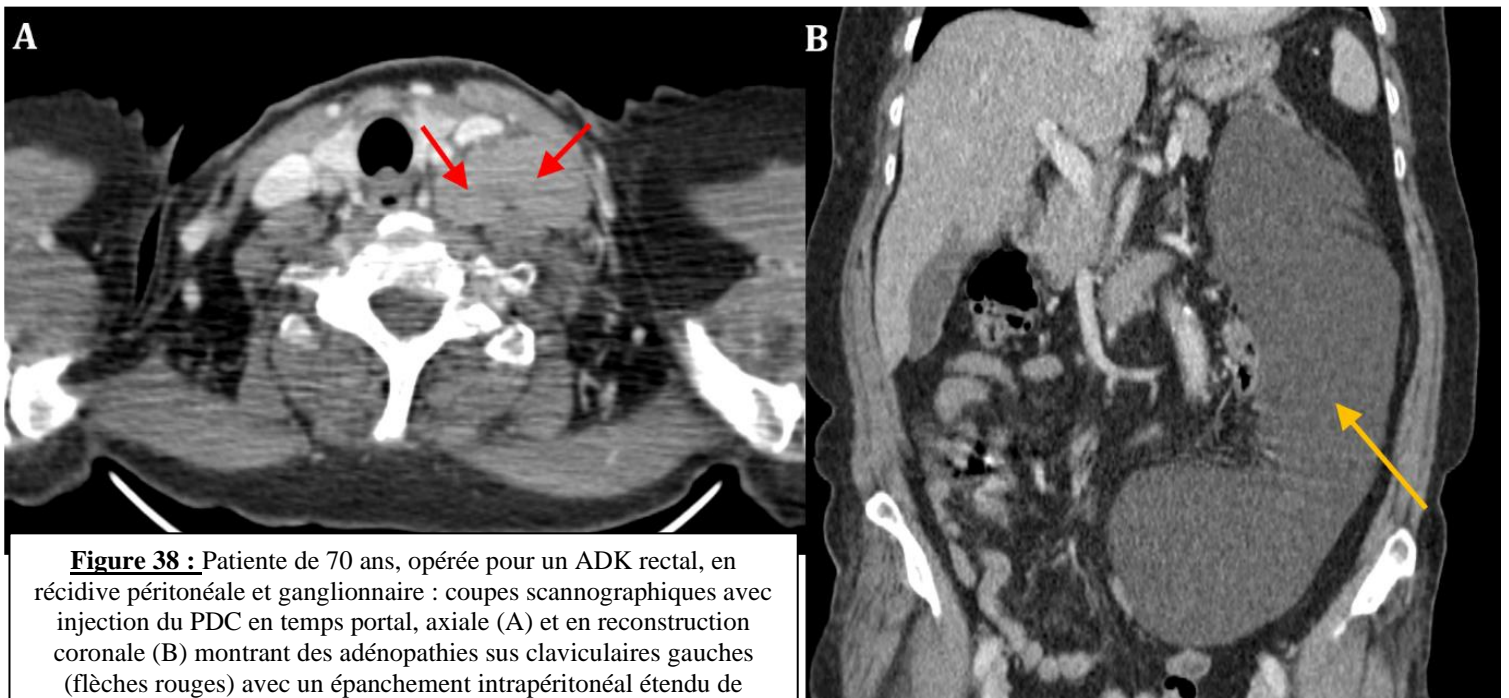 A
B
Figure 38 : Patiente de 70 ans, opérée pour un ADK rectal, en
récidive péritonéale et ganglionnaire : coupes scannographiques avec
injection du PDC en temps portal, axiale (A) et en reconstruction
coronale (B) montrant des adénopathies sus claviculaires gauches
(flèches rouges) avec un épanchement intrapéritonéal étendu de